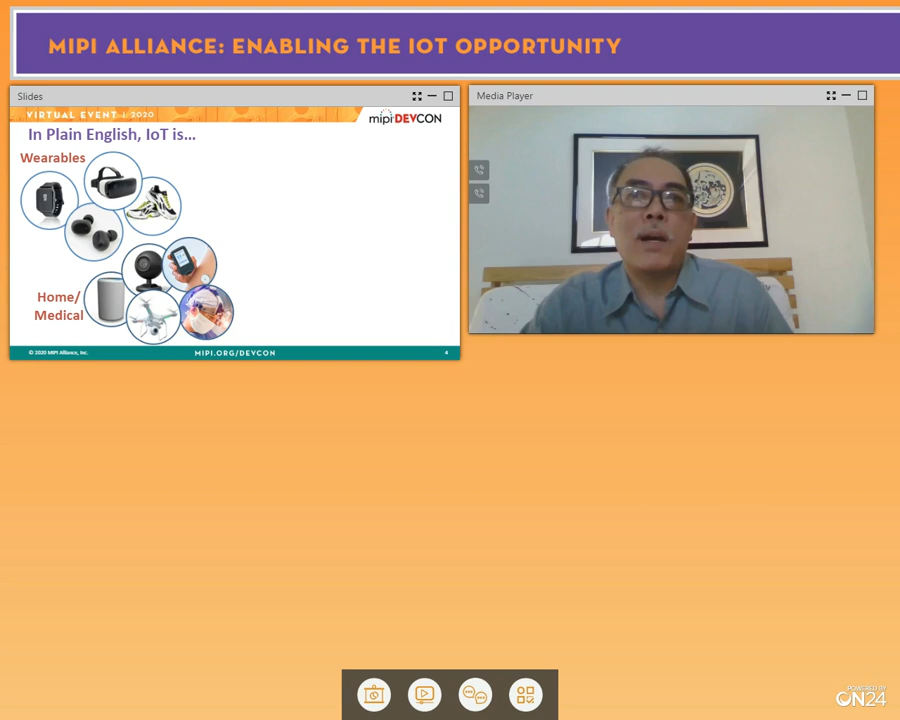 MIPI ALLIANCE: ENABLING THE IOT OPPORTUNITY
Slides
Media Player
VIRTUAL EVENT | 2020
mipi DEVCON
In Plain English, IoT is...
Wearables
Home/
Medical
© 2020 MIPI Alliance, Inc.
MIPI.ORG/DEVCON
4
POWERED BY
ON24